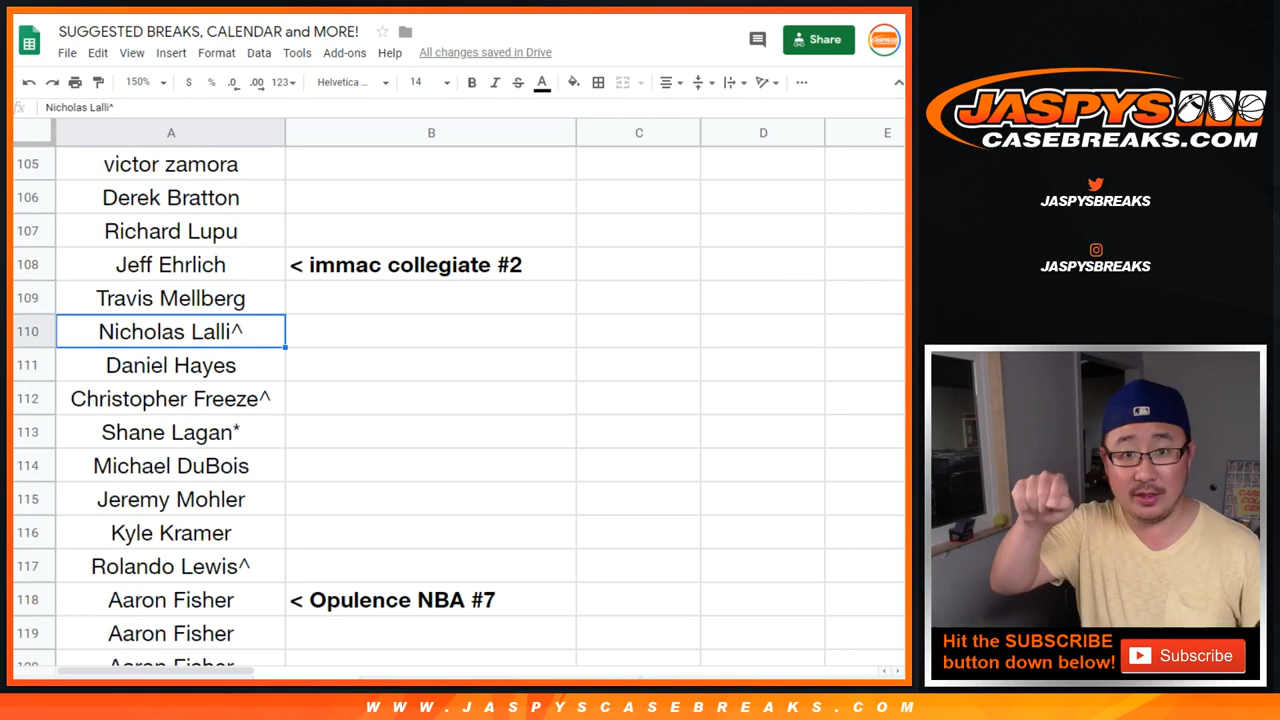 SUGGESTED BREAKS, CALENDAR and MORE!
File Edit View Insert Format Data Tools Add-ons Help All changes saved in Drive
Share
150% $ % .0 .00 123 Helvetica ... 14 B I S A
fx Nicholas Lalli^
A B C D E
105 victor zamora
106 Derek Bratton
107 Richard Lupu
108 Jeff Ehrlich < immac collegiate #2
109 Travis Mellberg
110 Nicholas Lalli^
111 Daniel Hayes
112 Christopher Freeze^
113 Shane Lagan*
114 Michael DuBois
115 Jeremy Mohler
116 Kyle Kramer
117 Rolando Lewis^
118 Aaron Fisher < Opulence NBA #7
119 Aaron Fisher
Aaron Fisher
JASPYS
CASEBREAKS.COM
JASPYSBREAKS
JASPYSBREAKS
Hit the SUBSCRIBE
button down below!
Subscribe
WWW.JASPYSCASEBREAKS.COM